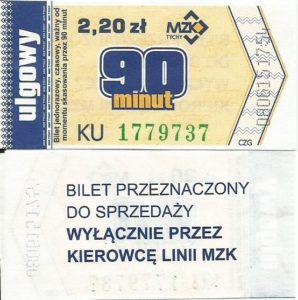 ulgowy
Bilet jednorazowy, czasowy, ważny od
momentu skasowania przez 90 minut
2,20 zł
MZK
TYCHY
90
minut
KU 1779737
CZG
BILET PRZEZNACZONY
DO SPRZEDAŻY
WYŁĄCZNIE PRZEZ
KIEROWCĘ LINII MZK